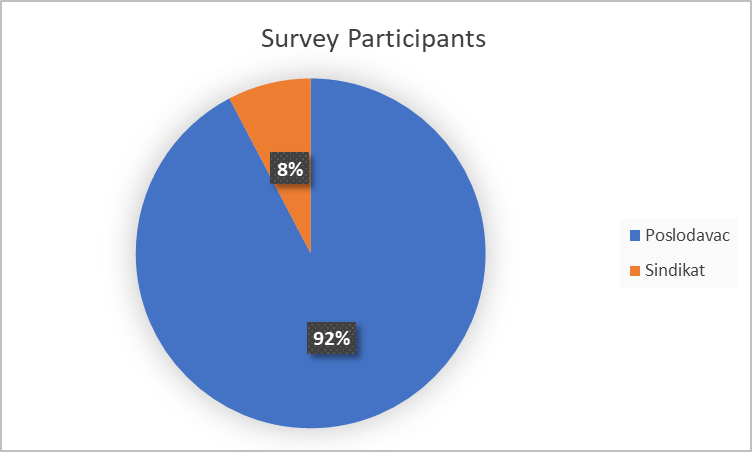 Survey Participants
8%
92%
Poslodavac
Sindikat